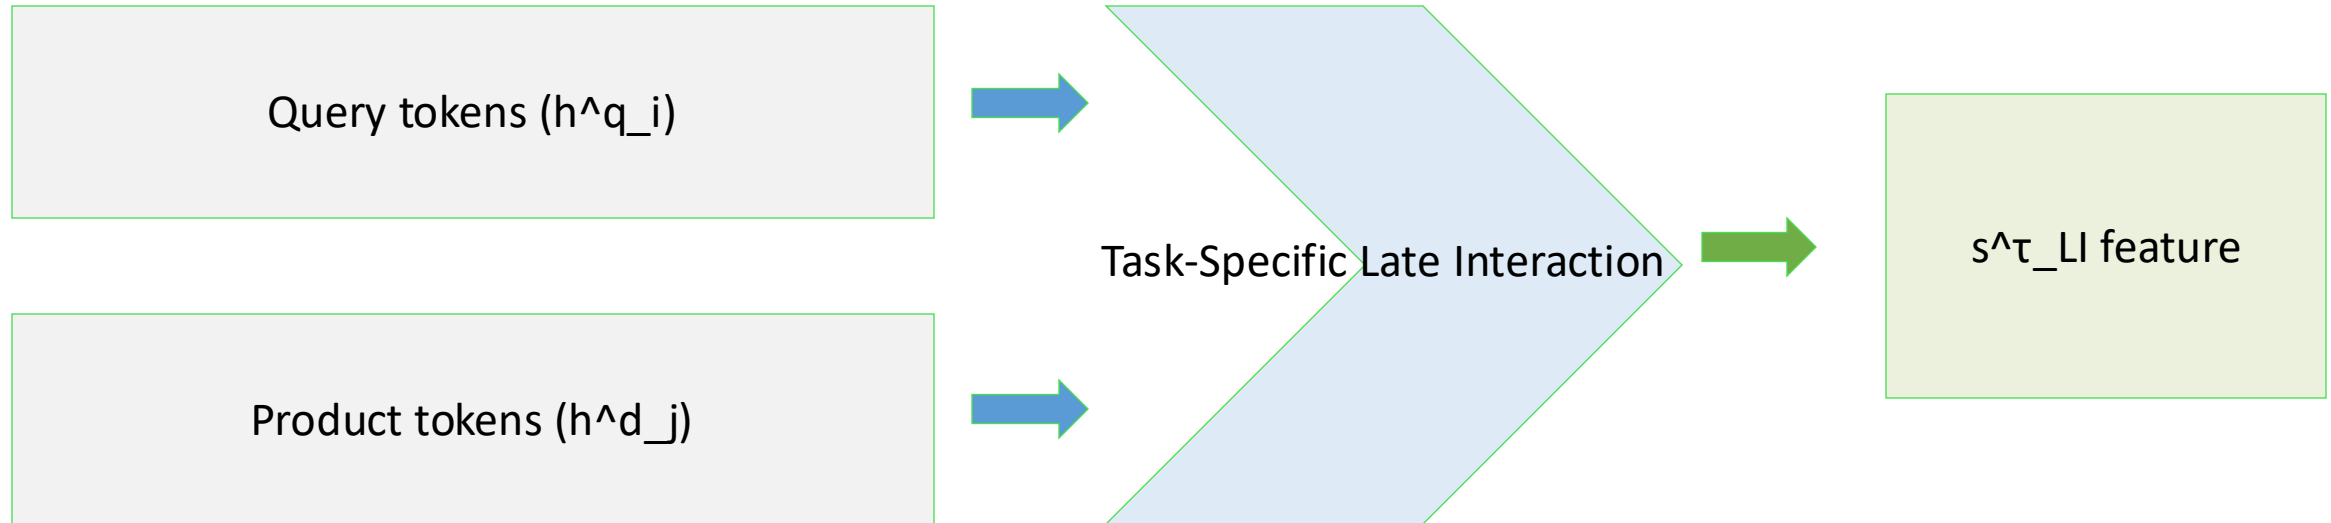 Query tokens (h^q_i)
Task-Specific Late Interaction
s^τ_LI feature
Product tokens (h^d_j)